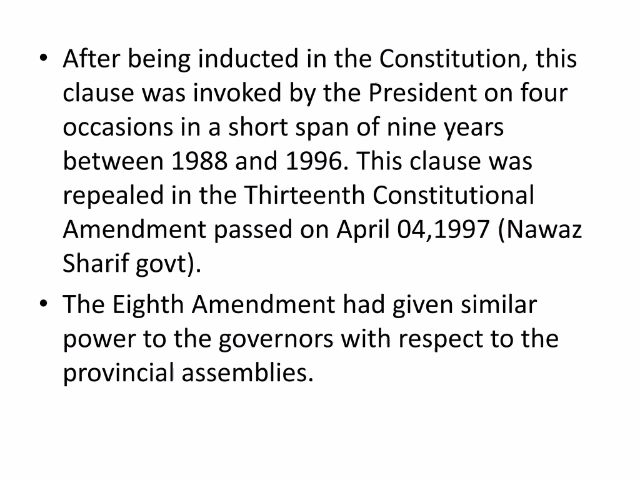 • After being inducted in the Constitution, this
clause was invoked by the President on four
occasions in a short span of nine years
between 1988 and 1996. This clause was
repealed in the Thirteenth Constitutional
Amendment passed on April 04,1997 (Nawaz
Sharif govt).
• The Eighth Amendment had given similar
power to the governors with respect to the
provincial assemblies.